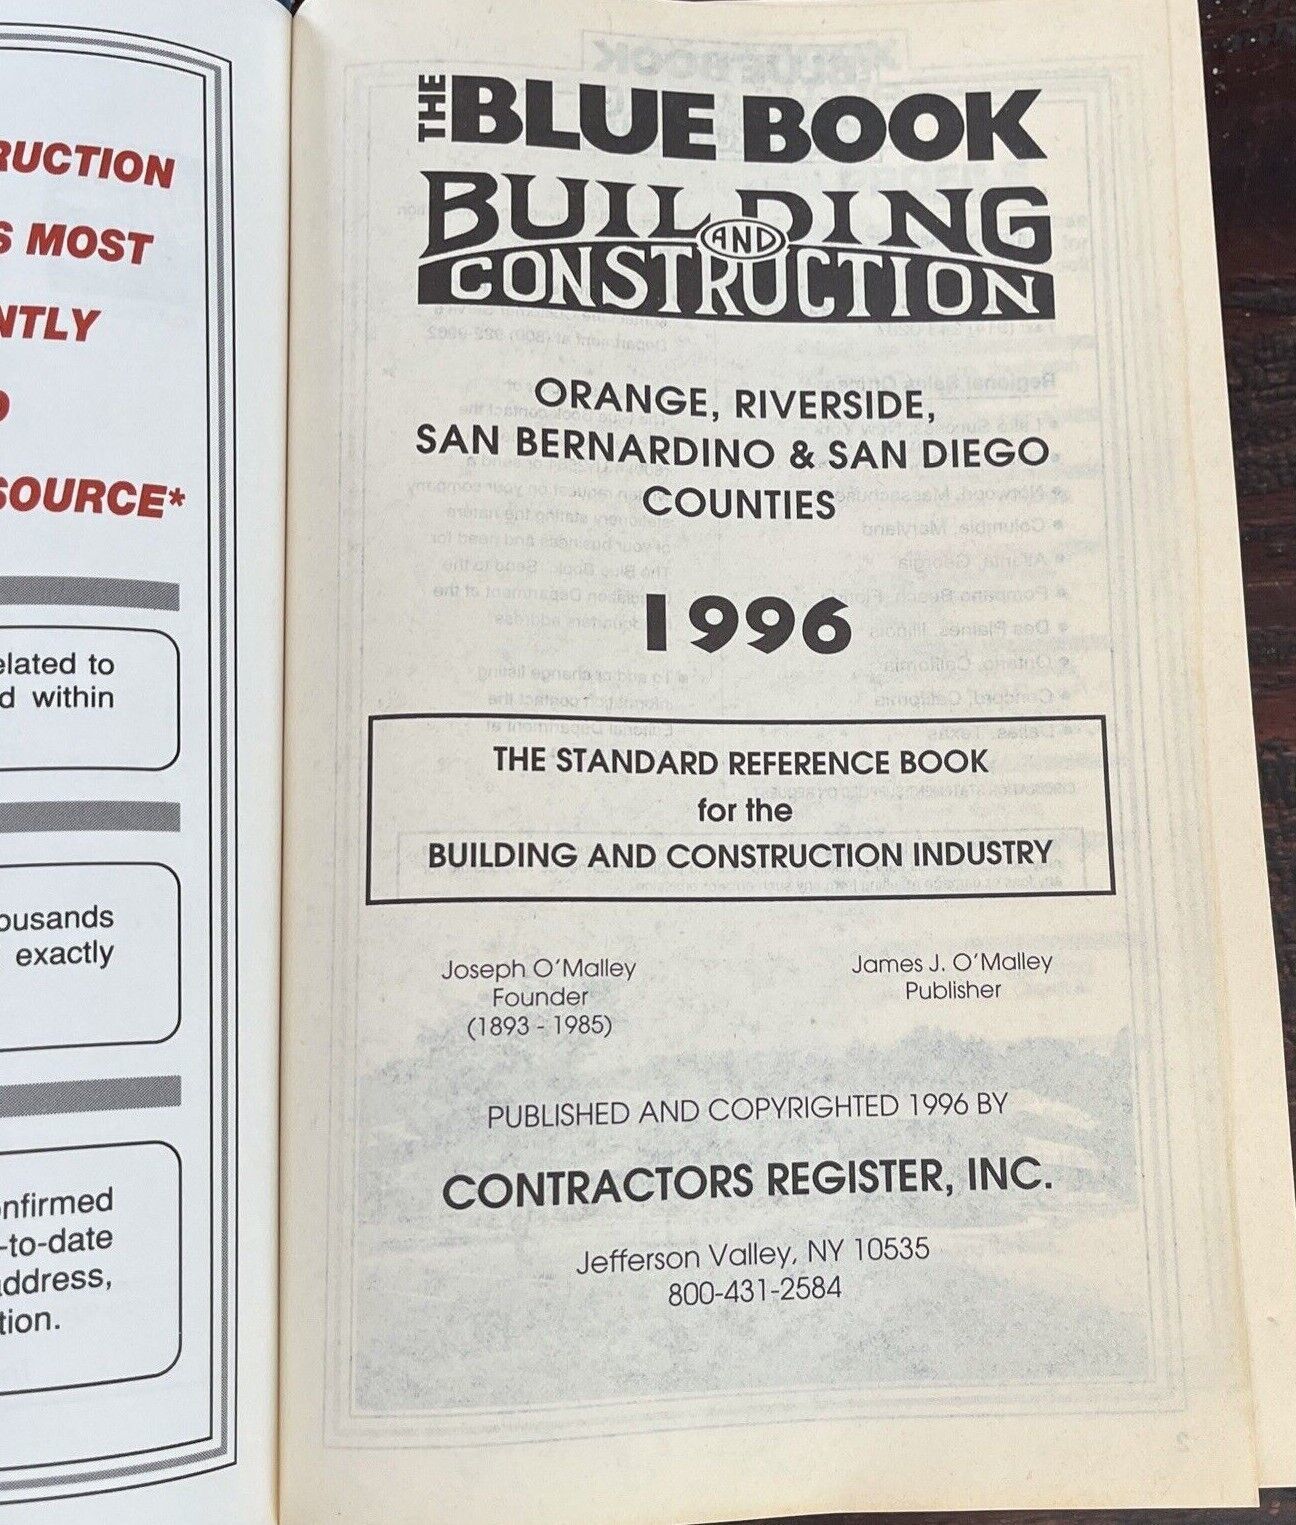 RUCTION
S MOST
NTLY
SOURCE*
elated to
d within
ousands
exactly
onfirmed
-to-date
address,
tion.
THE BLUE BOOK
BUILDING
AND
CONSTRUCTION
ORANGE, RIVERSIDE,
SAN BERNARDINO & SAN DIEGO
COUNTIES
1996
THE STANDARD REFERENCE BOOK
for the
BUILDING AND CONSTRUCTION INDUSTRY
Joseph O'Malley
Founder
(1893 - 1985)
James J. O'Malley
Publisher
PUBLISHED AND COPYRIGHTED 1996 BY
CONTRACTORS REGISTER, INC.
Jefferson Valley, NY 10535
800-431-2584